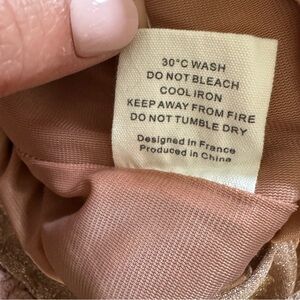 30°C WASH
DO NOT BLEACH
COOL IRON
KEEP AWAY FROM FIRE
DO NOT TUMBLE DRY
Designed in France
Produced in China